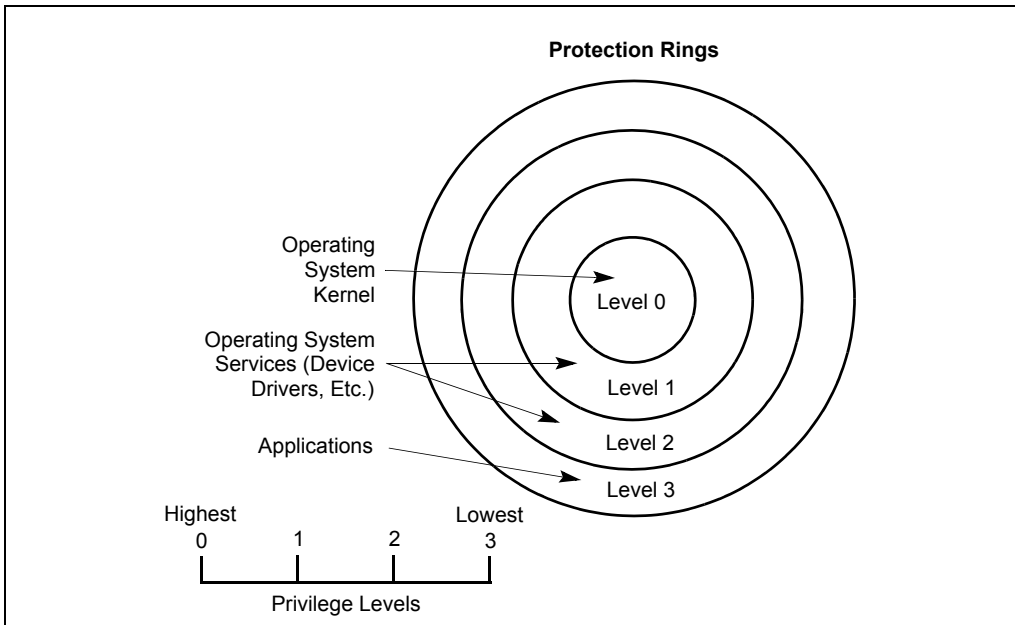 Protection Rings
Operating
System
Kernel
Level 0
Operating System
Services (Device
Drivers, Etc.)
Level 1
Level 2
Applications
Level 3
Highest
Lowest
0
1
2
3
Privilege Levels